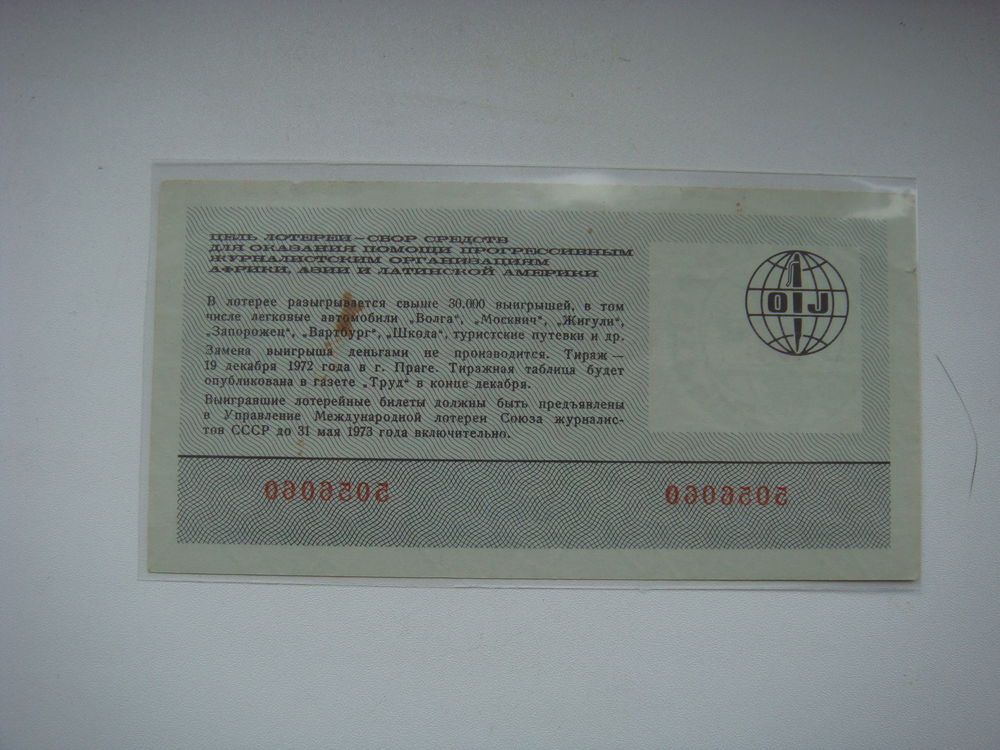 ЦЕЛЬ ЛОТЕРЕИ — СБОР СРЕДСТВ
ДЛЯ ОКАЗАНИЯ ПОМОЩИ ПРОГРЕССИВНЫМ
ЖУРНАЛИСТСКИМ ОРГАНИЗАЦИЯМ
АФРИКИ, АЗИИ И ЛАТИНСКОЙ АМЕРИКИ
OIJ
В лотерее разыгрывается свыше 30.000 выигрышей, в том
числе легковые автомобили „Волга“, „Москвич“, „Жигули“,
„Запорожец“, „Вартбург“, „Шкода“, туристские путевки и др.
Замена выигрыша деньгами не производится. Тираж —
19 декабря 1972 года в г. Праге. Тиражная таблица будет
опубликована в газете „Труд“ в конце декабря.
Выигравшие лотерейные билеты должны быть предъявлены
в Управление Международной лотереи Союза журналис-
тов СССР до 31 мая 1973 года включительно.
5056060 5056060